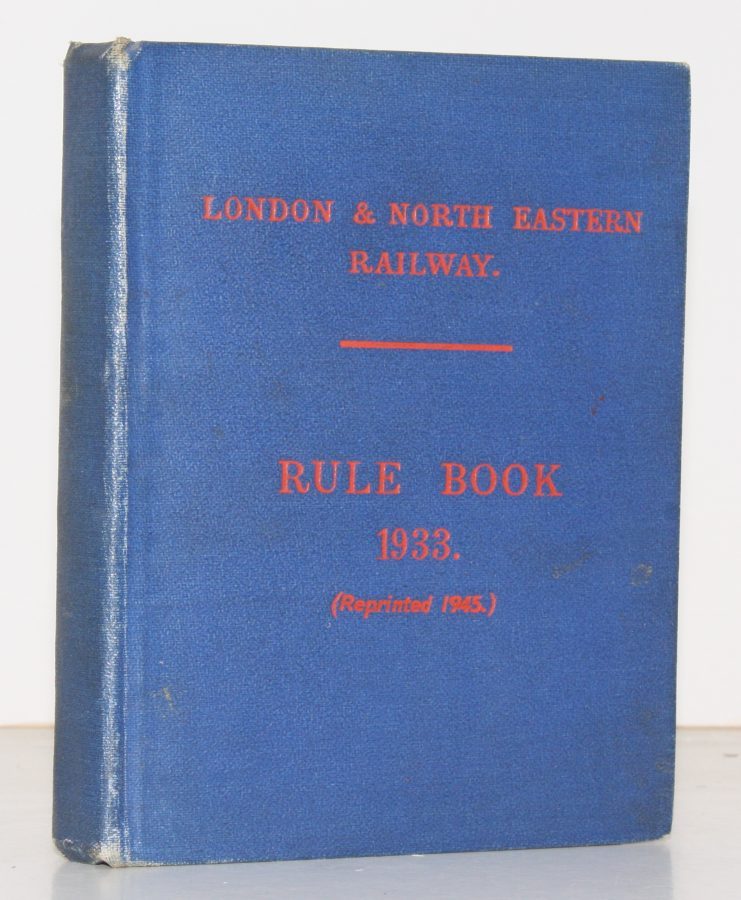 LONDON & NORTH EASTERN
RAILWAY.
RULE BOOK
1933.
(Reprinted 1945.)